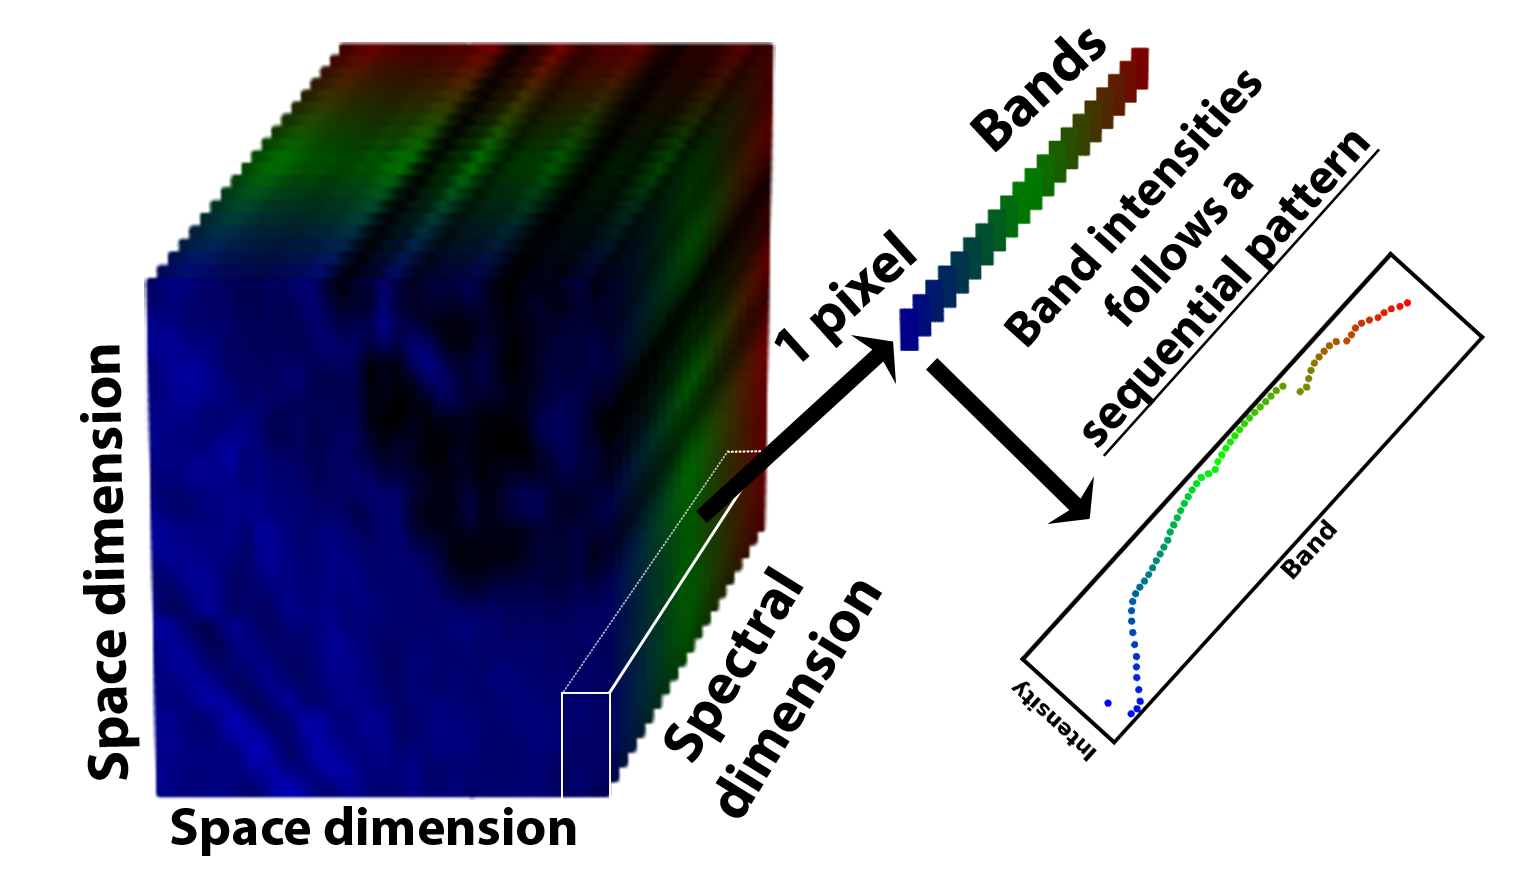 Space dimension
Space dimension
Spectral
dimension
1 pixel
Bands
Band intensities
follows a
sequential pattern
Intensity
Band